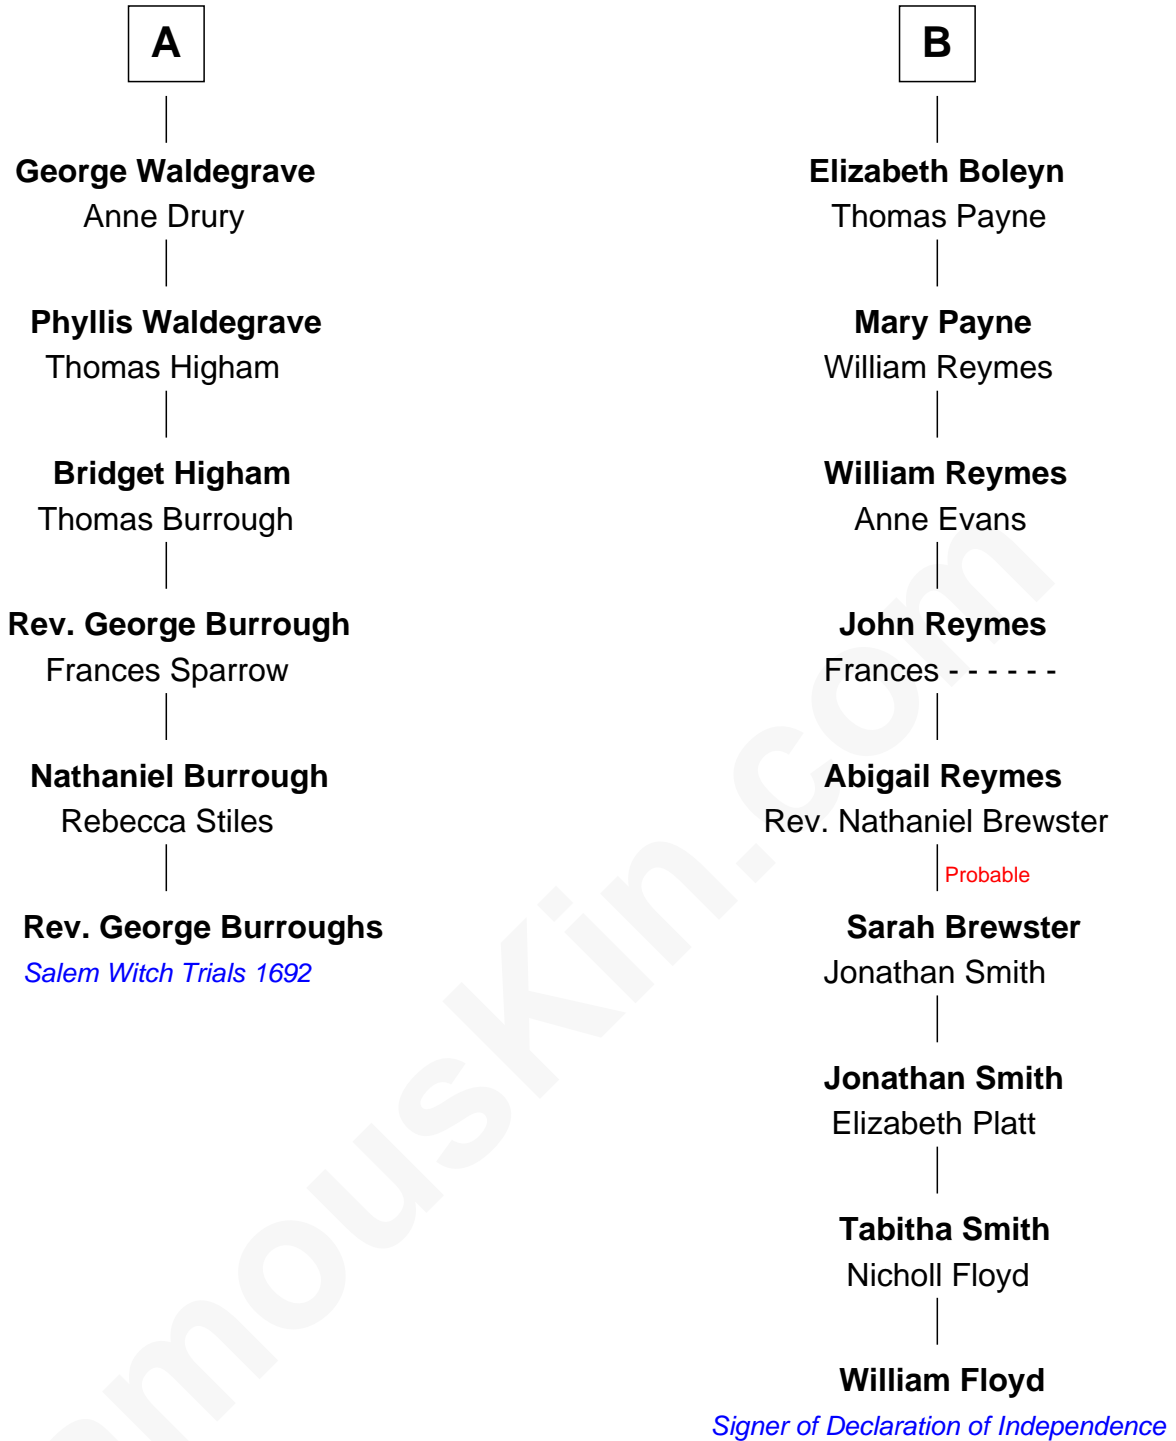 A
George Waldegrave
Anne Drury
Phyllis Waldegrave
Thomas Higham
Bridget Higham
Thomas Burrough
Rev. George Burrough
Frances Sparrow
Nathaniel Burrough
Rebecca Stiles
Rev. George Burroughs
Salem Witch Trials 1692
B
Elizabeth Boleyn
Thomas Payne
Mary Payne
William Reymes
William Reymes
Anne Evans
John Reymes
Frances - - - - - -
Abigail Reymes
Rev. Nathaniel Brewster
Probable
Sarah Brewster
Jonathan Smith
Jonathan Smith
Elizabeth Platt
Tabitha Smith
Nicholl Floyd
William Floyd
Signer of Declaration of Independence
amouskin.com